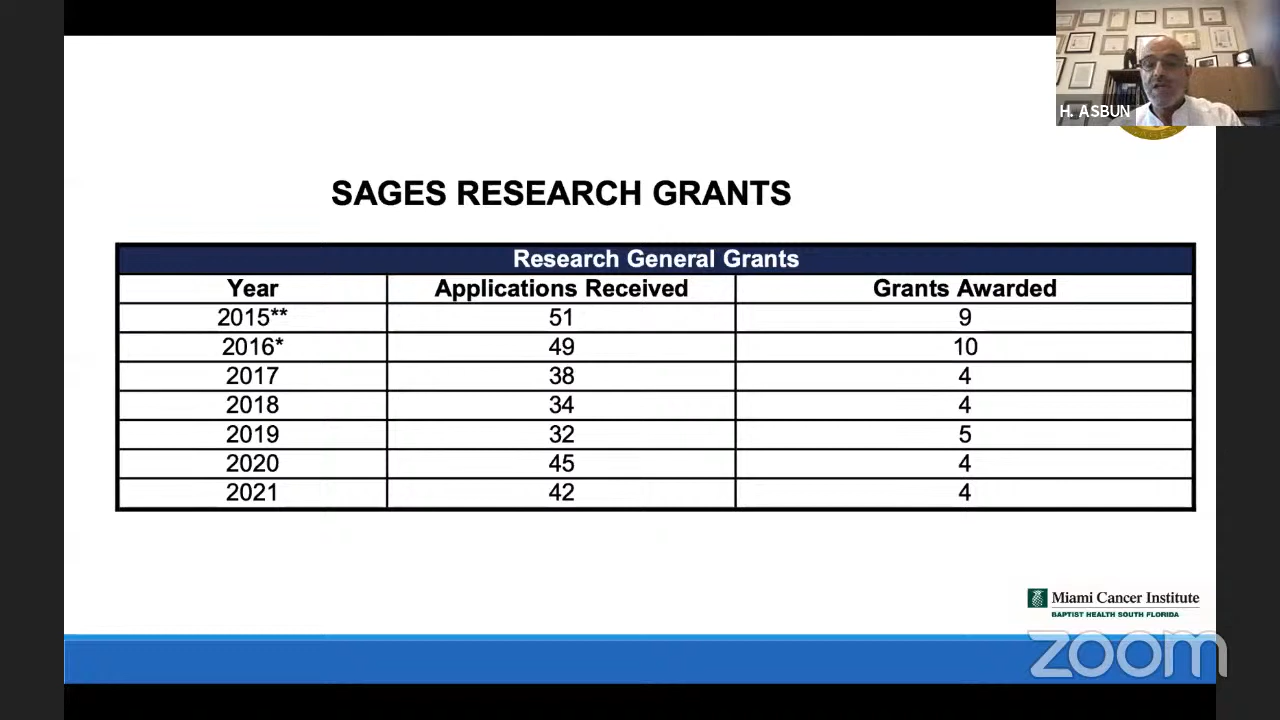 H. ASBUN
SAGES
SAGES RESEARCH GRANTS
Research General Grants
Year Applications Received Grants Awarded
2015** 51 9
2016* 49 10
2017 38 4
2018 34 4
2019 32 5
2020 45 4
2021 42 4
Miami Cancer Institute
BAPTIST HEALTH SOUTH FLORIDA
zoom